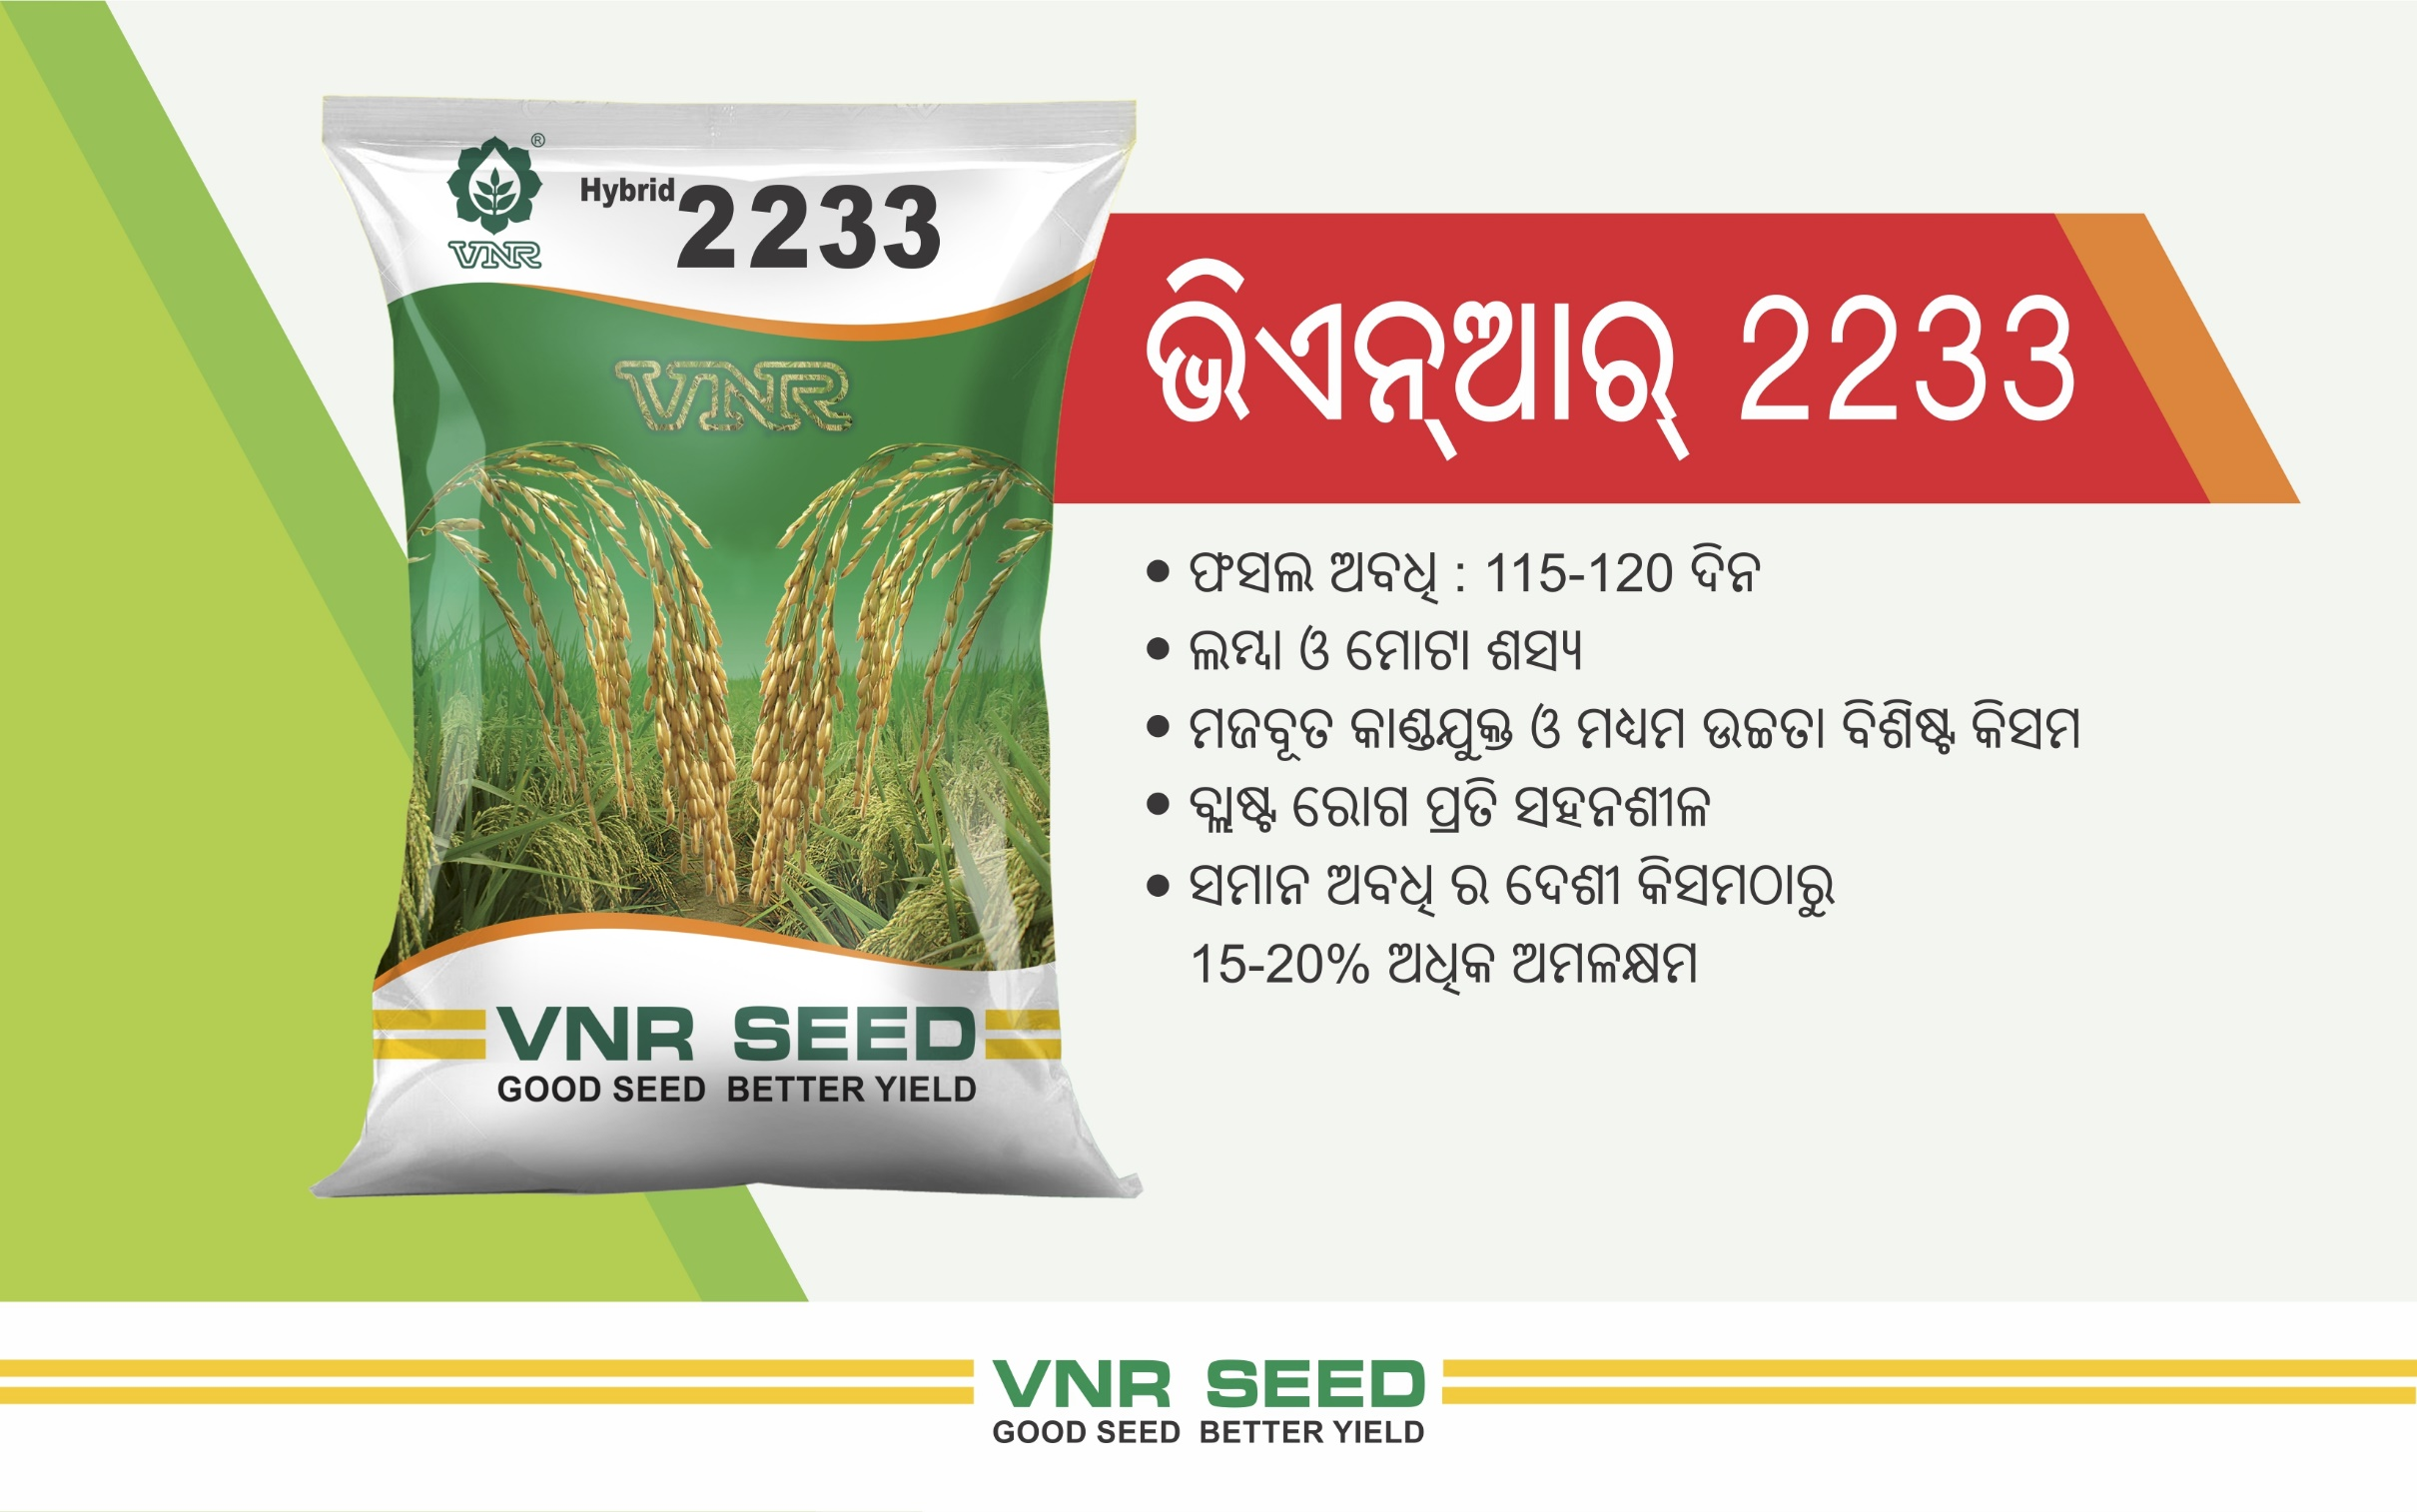 ®
VNR
Hybrid 2233
VNR
VNR SEED
GOOD SEED BETTER YIELD
ଭିଏନ୍ଆର୍ 2233
• ଫସଲ ଅବଧି : 115-120 ଦିନ
• ଲମ୍ବା ଓ ମୋଟା ଶସ୍ୟ
• ମଜବୂତ କାଣ୍ଡଯୁକ୍ତ ଓ ମଧ୍ୟମ ଉଚ୍ଚତା ବିଶିଷ୍ଟ କିସମ
• ବ୍ଲାଷ୍ଟ ରୋଗ ପ୍ରତି ସହନଶୀଳ
• ସମାନ ଅବଧି ର ଦେଶୀ କିସମଠାରୁ
15-20% ଅଧିକ ଅମଳକ୍ଷମ
VNR SEED
GOOD SEED BETTER YIELD